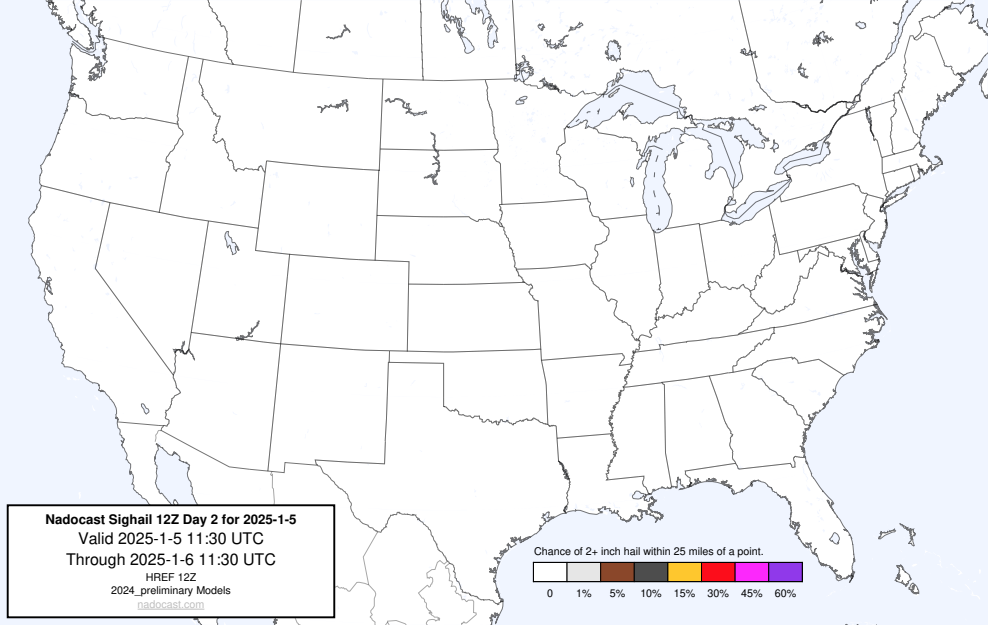 Nadocast Sighail 12Z Day 2 for 2025-1-5
Valid 2025-1-5 11:30 UTC
Through 2025-1-6 11:30 UTC
HREF 12Z
2024_preliminary Models
nadocast.com
Chance of 2+ inch hail within 25 miles of a point.
0 1% 5% 10% 15% 30% 45% 60%